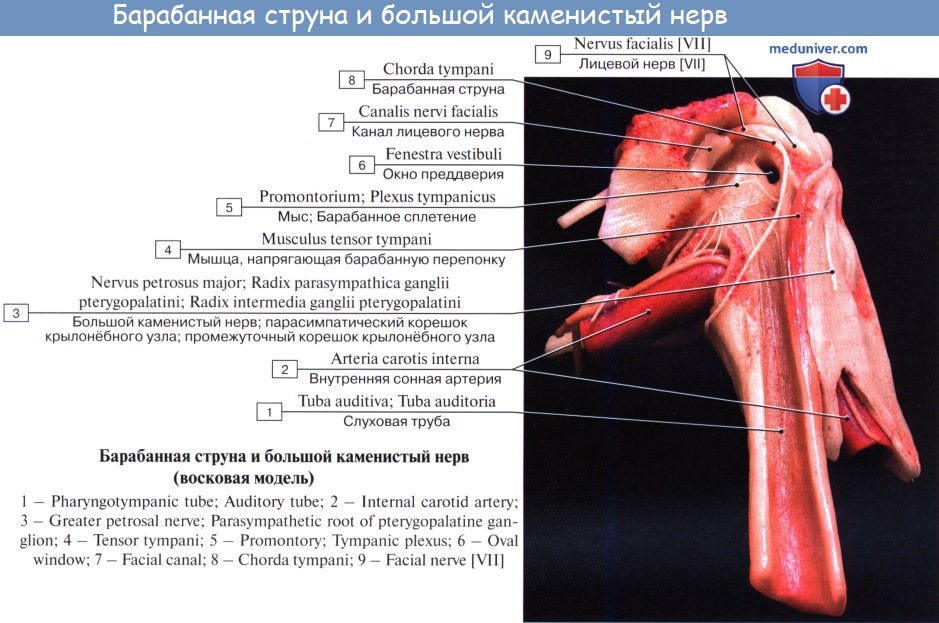 Барабанная струна и большой каменистый нерв
meduniver.com
9
Nervus facialis [VII]
Лицевой нерв [VII]
8
Chorda tympani
Барабанная струна
7
Canalis nervi facialis
Канал лицевого нерва
6
Fenestra vestibuli
Окно преддверия
5
Promontorium; Plexus tympanicus
Мыс; Барабанное сплетение
4
Musculus tensor tympani
Мышца, напрягающая барабанную перепонку
3
Nervus petrosus major; Radix parasympathica ganglii
pterygopalatini; Radix intermedia ganglii pterygopalatini
Большой каменистый нерв; парасимпатический корешок
крылонёбного узла; промежуточный корешок крылонёбного узла
2
Arteria carotis interna
Внутренняя сонная артерия
1
Tuba auditiva; Tuba auditoria
Слуховая труба
Барабанная струна и большой каменистый нерв
(восковая модель)
1 – Pharyngotympanic tube; Auditory tube; 2 – Internal carotid artery;
3 – Greater petrosal nerve; Parasympathetic root of pterygopalatine gan-
glion; 4 – Tensor tympani; 5 – Promontory; Tympanic plexus; 6 – Oval
window; 7 – Facial canal; 8 – Chorda tympani; 9 – Facial nerve [VII]